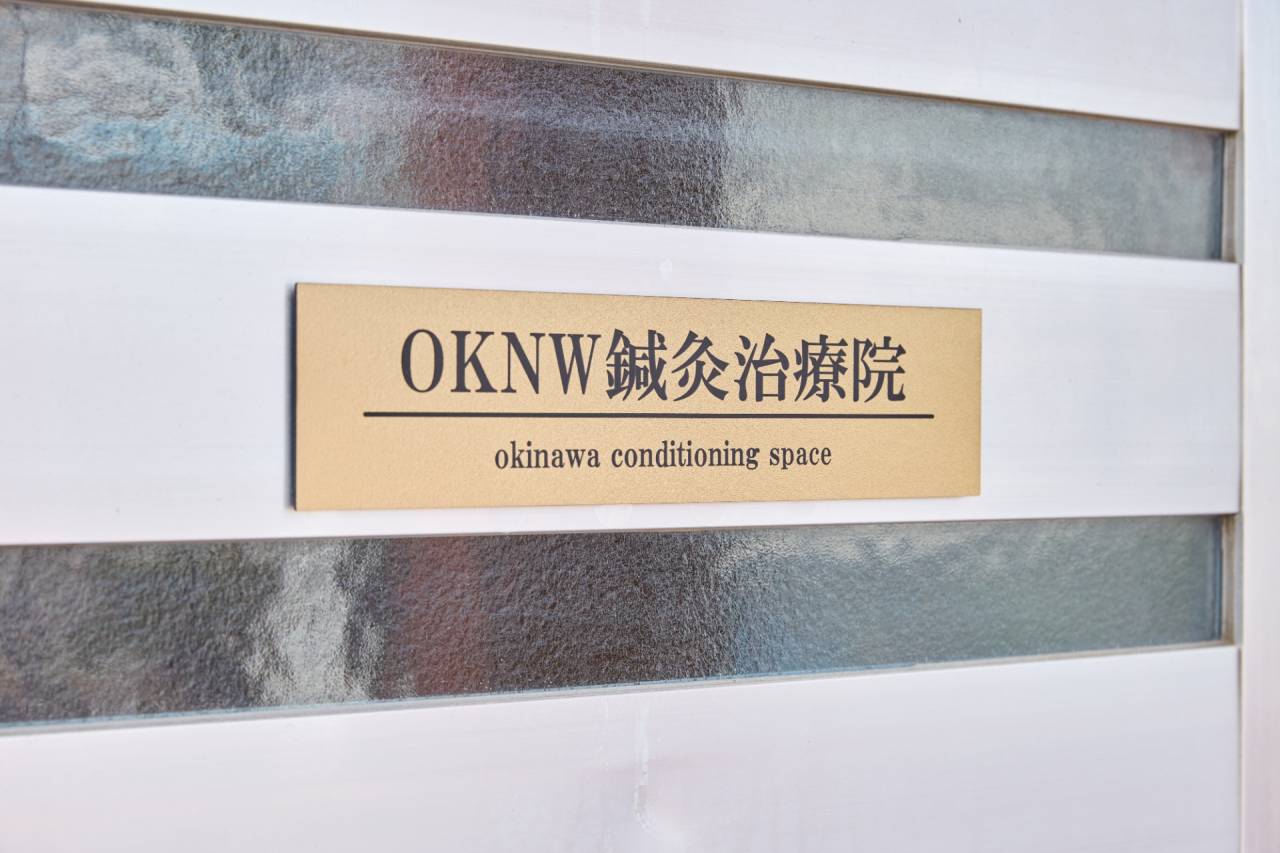 OKNW鍼灸治療院
okinawa conditioning space